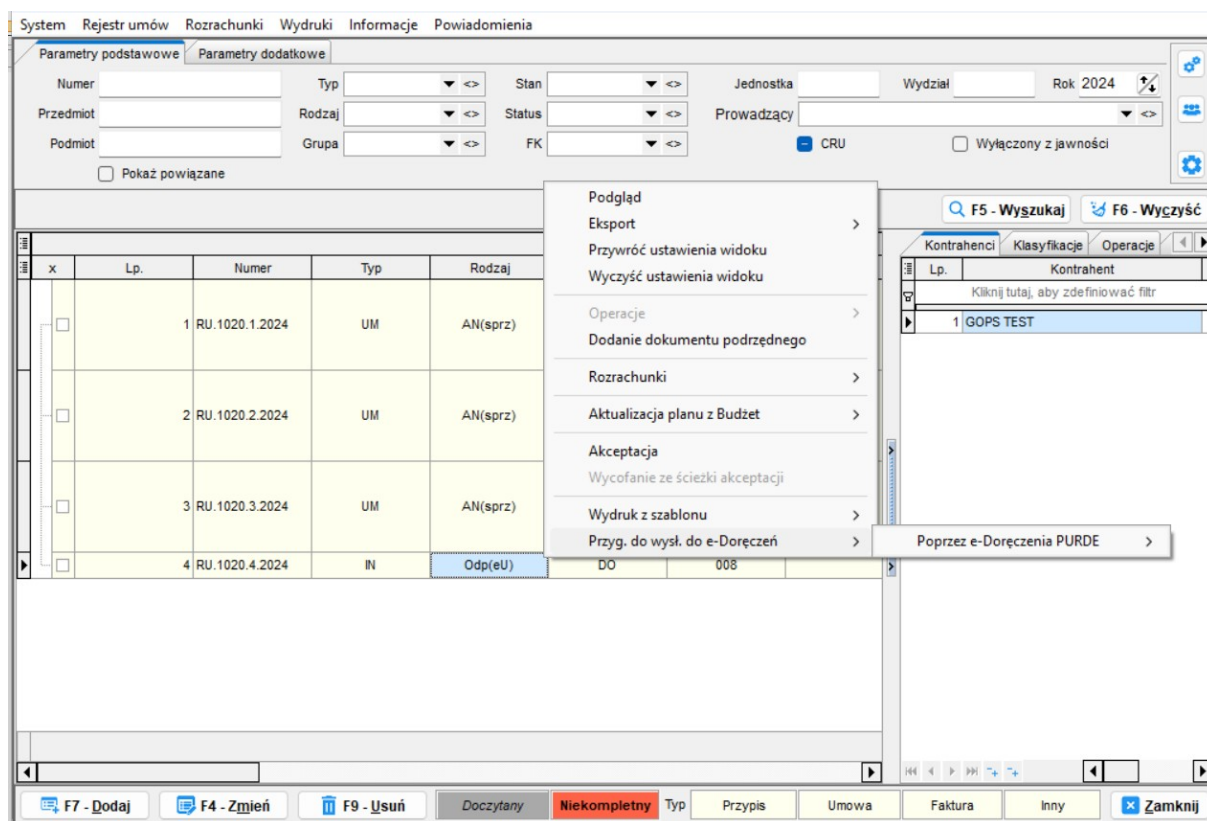 System Rejestr umów Rozrachunki Wydruki Informacje Powiadomienia
Parametry podstawowe Parametry dodatkowe
Numer Typ Stan Jednostka Wydział Rok 2024
Przedmiot Rodzaj Status Prowadzący
Podmiot Grupa FK CRU Wyłączony z jawności
Pokaż powiązane
F5 - Wyszukaj F6 - Wyczyść
Podgląd
Eksport
Przywróć ustawienia widoku
Wyczyść ustawienia widoku
Operacje
Dodanie dokumentu podrzędnego
Rozrachunki
Aktualizacja planu z Budżet
Akceptacja
Wycofanie ze ścieżki akceptacji
Wydruk z szablonu
Przyg. do wysł. do e-Doręczeń
Poprzez e-Doręczenia PURDE
x Lp. Numer Typ Rodzaj
1 RU.1020.1.2024 UM AN(sprz)
2 RU.1020.2.2024 UM AN(sprz)
3 RU.1020.3.2024 UM AN(sprz)
4 RU.1020.4.2024 IN Odp(eU) DO 008
Kontrahenci Klasyfikacje Operacje
Lp. Kontrahent
Kliknij tutaj, aby zdefiniować filtr
1 GOPS TEST
F7 - Dodaj F4 - Zmień F9 - Usuń Doczytany Niekompletny Typ Przypis Umowa Faktura Inny Zamknij